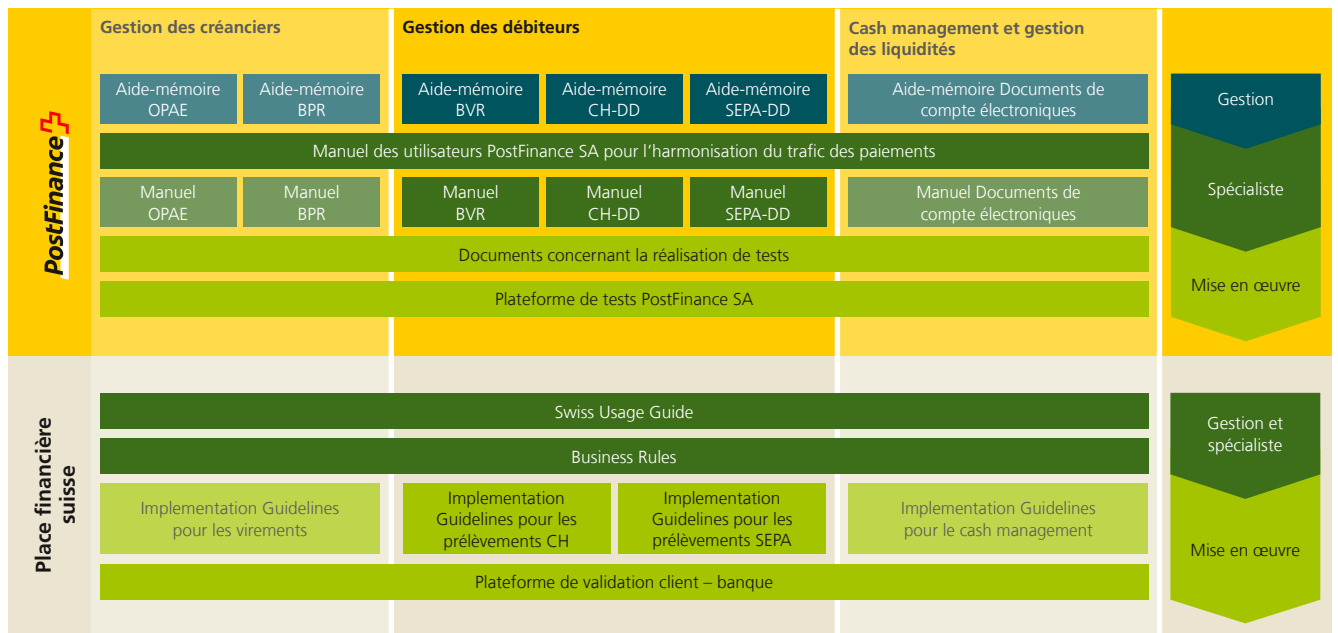 Gestion des créanciers
Gestion des débiteurs
Cash management et gestion
des liquidités
Aide-mémoire
OPAE
Aide-mémoire
BPR
Aide-mémoire
BVR
Aide-mémoire
CH-DD
Aide-mémoire
SEPA-DD
Aide-mémoire Documents de
compte électroniques
Gestion
PostFinance
Manuel des utilisateurs PostFinance SA pour l'harmonisation du trafic des paiements
Manuel
OPAE
Manuel
BPR
Manuel
BVR
Manuel
CH-DD
Manuel
SEPA-DD
Manuel Documents de
compte électroniques
Spécialiste
Documents concernant la réalisation de tests
Plateforme de tests PostFinance SA
Mise en œuvre
Place financière
suisse
Swiss Usage Guide
Business Rules
Gestion et
spécialiste
Implementation Guidelines
pour les virements
Implementation
Guidelines pour les
prélèvements CH
Implementation
Guidelines pour les
prélèvements SEPA
Implementation Guidelines
pour le cash management
Mise en œuvre
Plateforme de validation client – banque